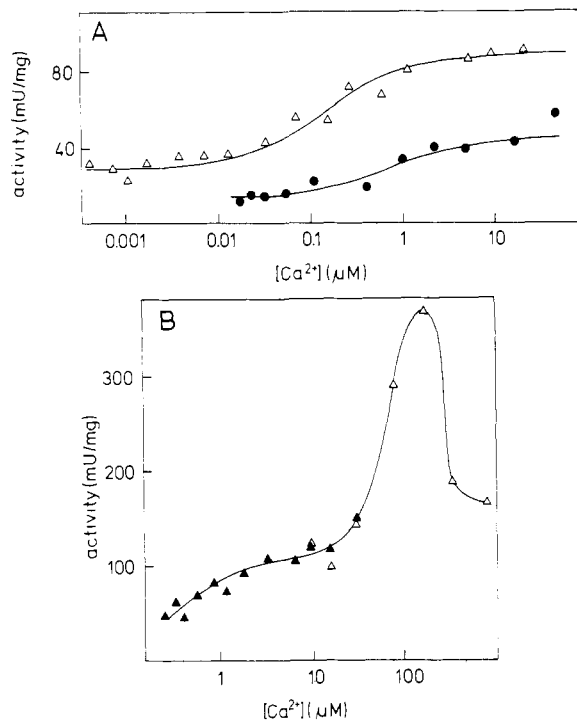 A
activity (mU/mg)
80
40
0.001 0.01 0.1 1 10
[Ca²⁺] (μM)
B
activity (mU/mg)
300
200
100
1 10 100
[Ca²⁺] (μM)